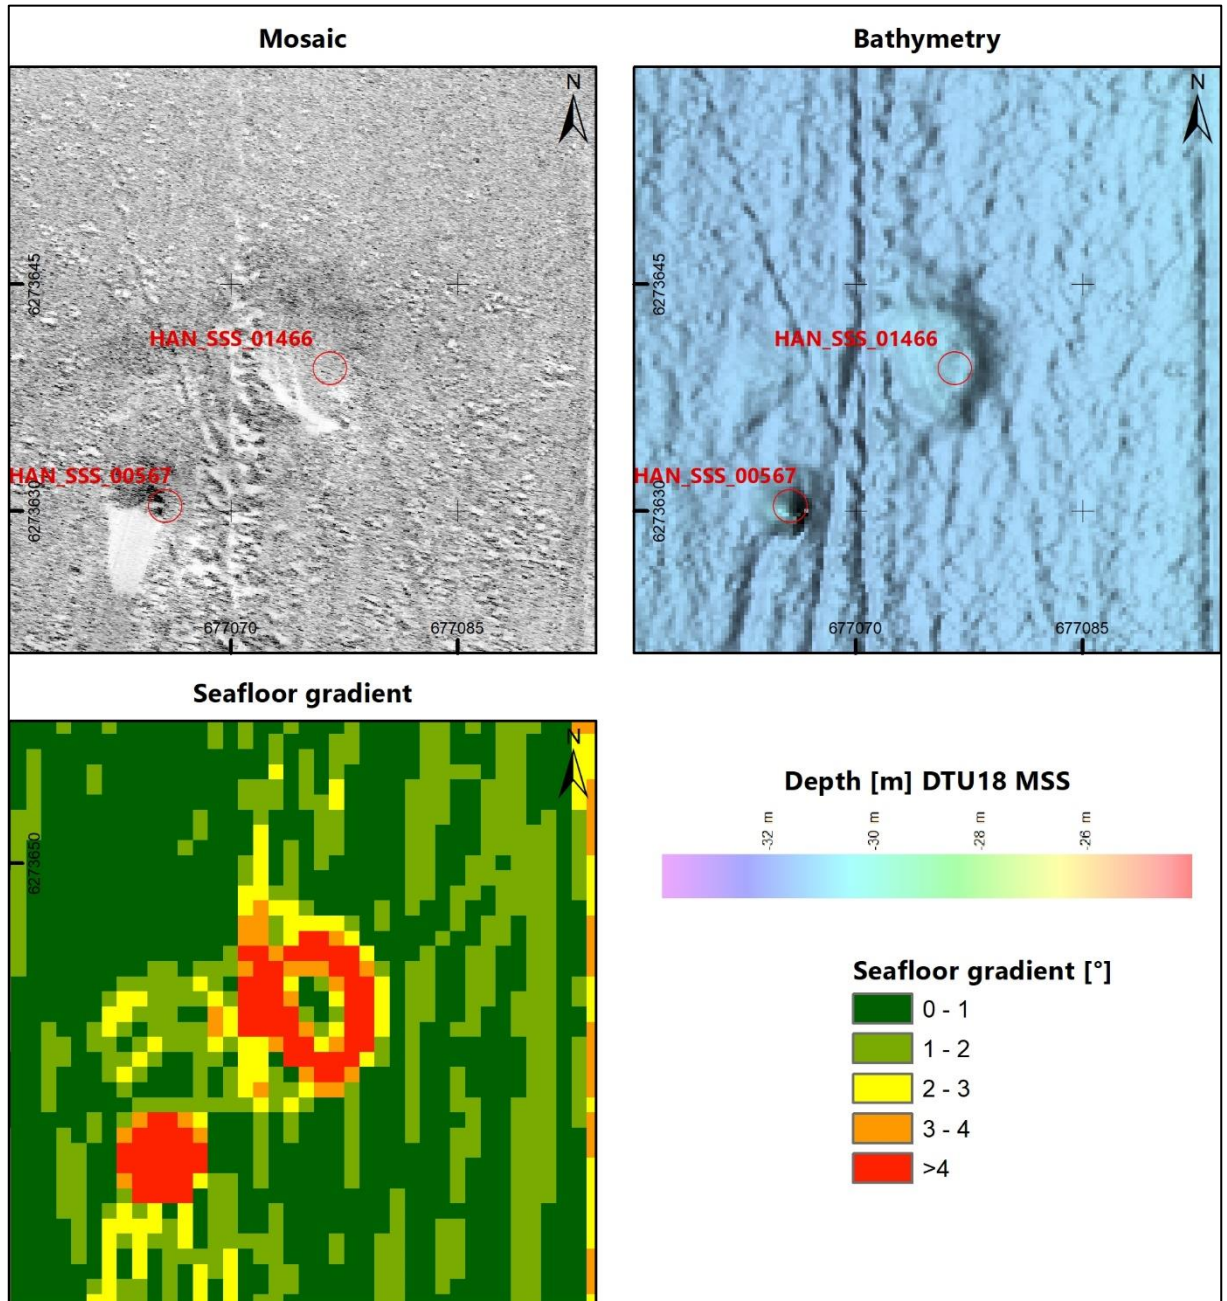 Mosaic
N
6273645
HAN_SSS_01466
HAN_SSS_00567
6273630
677070
677085
Bathymetry
N
6273645
HAN_SSS_01466
HAN_SSS_00567
6273630
677070
677085
Seafloor gradient
N
6273650
Depth [m] DTU18 MSS
-32 m
-30 m
-28 m
-26 m
Seafloor gradient [°]
0 - 1
1 - 2
2 - 3
3 - 4
>4